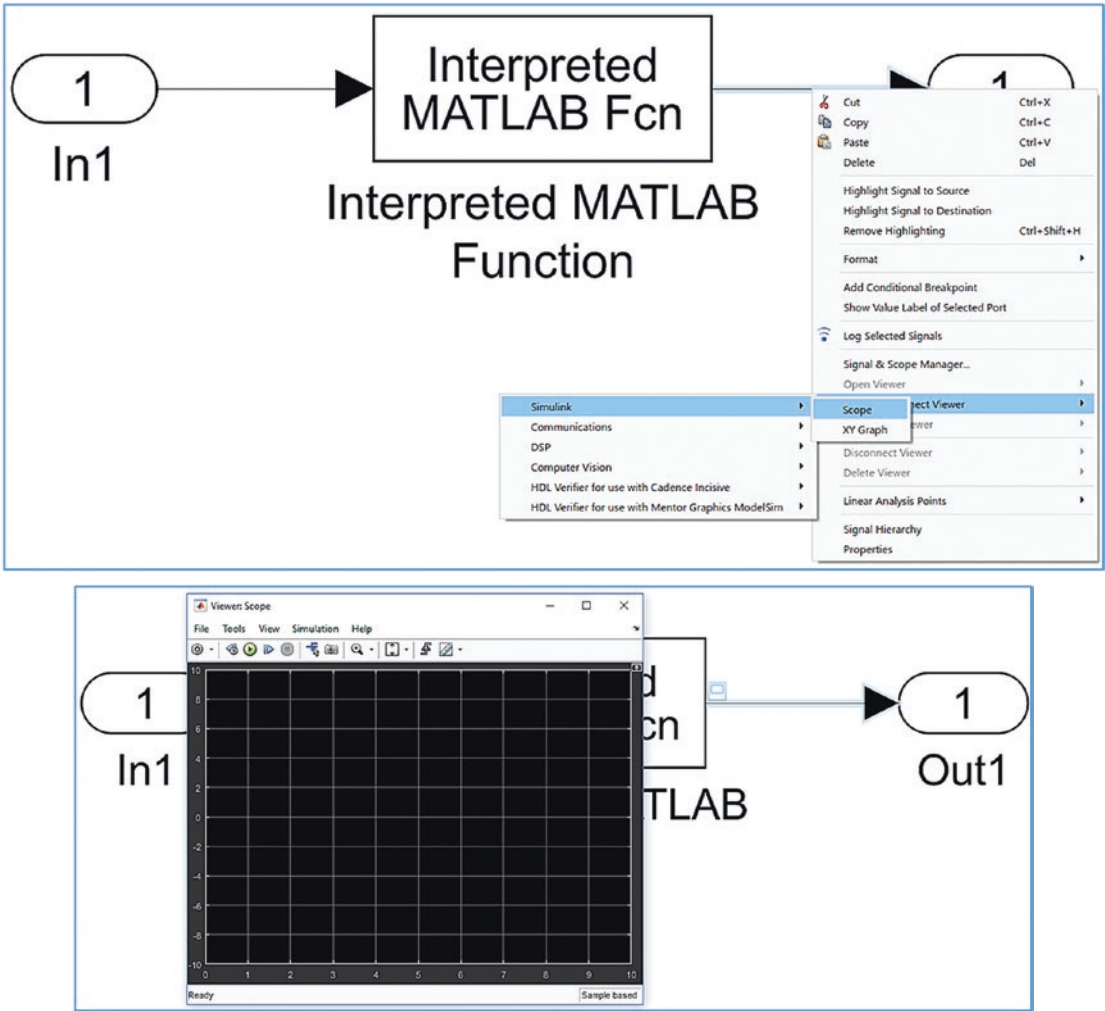 1
In1
Interpreted
MATLAB Fcn
Interpreted MATLAB
Function
1
Cut Ctrl+X
Copy Ctrl+C
Paste Ctrl+V
Delete Del
Highlight Signal to Source
Highlight Signal to Destination
Remove Highlighting Ctrl+Shift+H
Format
Add Conditional Breakpoint
Show Value Label of Selected Port
Log Selected Signals
Signal & Scope Manager...
Open Viewer
Viewer
Disconnect Viewer
Delete Viewer
Linear Analysis Points
Signal Hierarchy
Properties
Simulink
Communications
DSP
Computer Vision
HDL Verifier for use with Cadence Incisive
HDL Verifier for use with Mentor Graphics ModelSim
Scope
XY Graph
Viewer: Scope
File Tools View Simulation Help
10
8
6
4
2
0
-2
-4
-6
-8
-10
0 1 2 3 4 5 6 7 8 9 10
Ready Sample based
1
In1
d
cn
TLAB
1
Out1